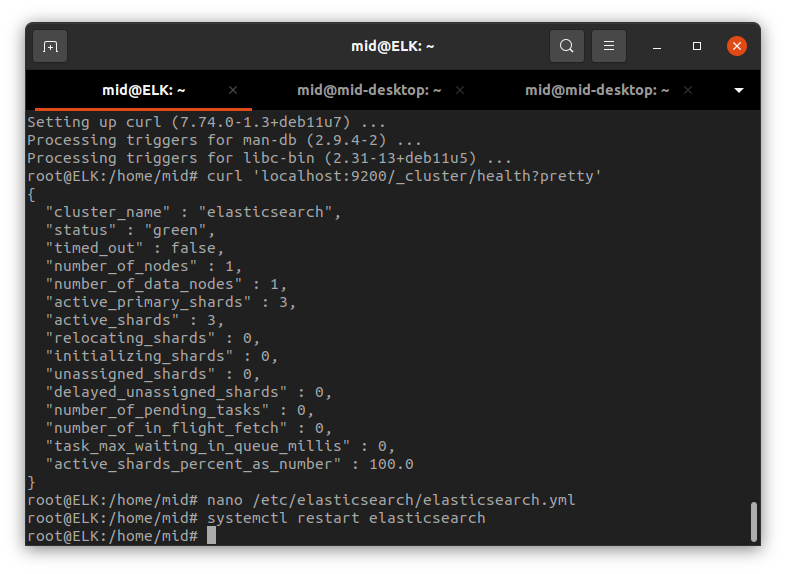 mid@ELK: ~
mid@ELK: ~ mid@mid-desktop: ~ mid@mid-desktop: ~
Setting up curl (7.74.0-1.3+deb11u7) ...
Processing triggers for man-db (2.9.4-2) ...
Processing triggers for libc-bin (2.31-13+deb11u5) ...
root@ELK:/home/mid# curl 'localhost:9200/_cluster/health?pretty'
{
  "cluster_name" : "elasticsearch",
  "status" : "green",
  "timed_out" : false,
  "number_of_nodes" : 1,
  "number_of_data_nodes" : 1,
  "active_primary_shards" : 3,
  "active_shards" : 3,
  "relocating_shards" : 0,
  "initializing_shards" : 0,
  "unassigned_shards" : 0,
  "delayed_unassigned_shards" : 0,
  "number_of_pending_tasks" : 0,
  "number_of_in_flight_fetch" : 0,
  "task_max_waiting_in_queue_millis" : 0,
  "active_shards_percent_as_number" : 100.0
}
root@ELK:/home/mid# nano /etc/elasticsearch/elasticsearch.yml
root@ELK:/home/mid# systemctl restart elasticsearch
root@ELK:/home/mid#